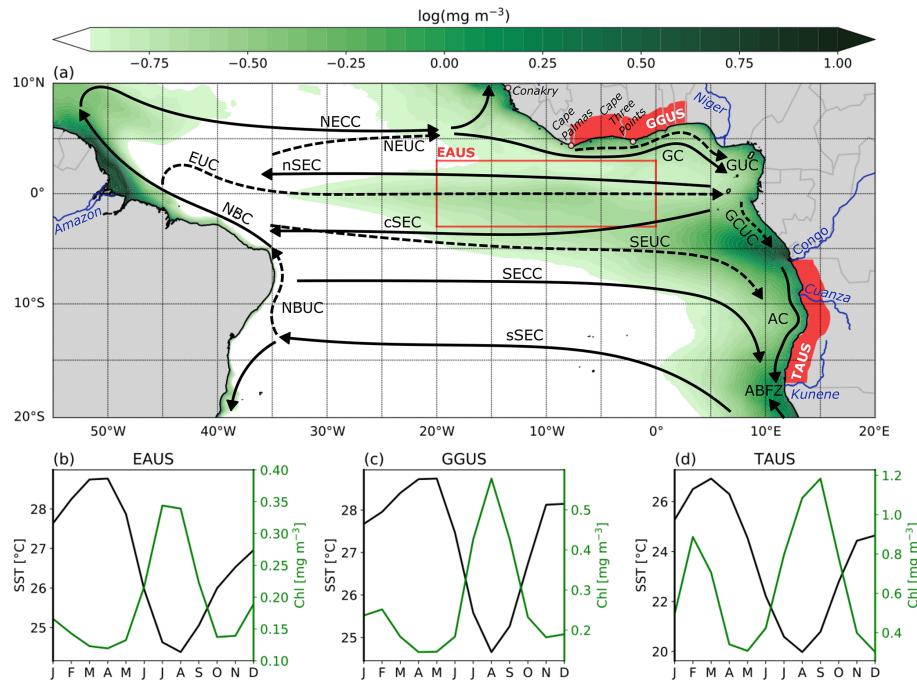 log(mg m⁻³)
−0.75 −0.50 −0.25 0.00 0.25 0.50 0.75 1.00
(a)
10°N
0°
10°S
20°S
50°W 40°W 30°W 20°W 10°W 0° 10°E 20°E
Conakry
Cape
Palmas
Cape
Three
Points
GGUS
Niger
NECC
NEUC
EAUS
GC
GUC
EUC
nSEC
Amazon
NBC
cSEC
SEUC
GCUC
Congo
SECC
NBUC
Cuanza
AC
sSEC
TAUS
ABFZ
Kunene
(b) EAUS
SST [°C]
28
27
26
25
Chl [mg m⁻³]
0.40
0.35
0.30
0.25
0.20
0.15
0.10
J F M A M J J A S O N D
(c) GGUS
SST [°C]
28
27
26
25
Chl [mg m⁻³]
0.5
0.4
0.3
0.2
J F M A M J J A S O N D
(d) TAUS
SST [°C]
26
24
22
20
Chl [mg m⁻³]
1.2
1.0
0.8
0.6
0.4
J F M A M J J A S O N D